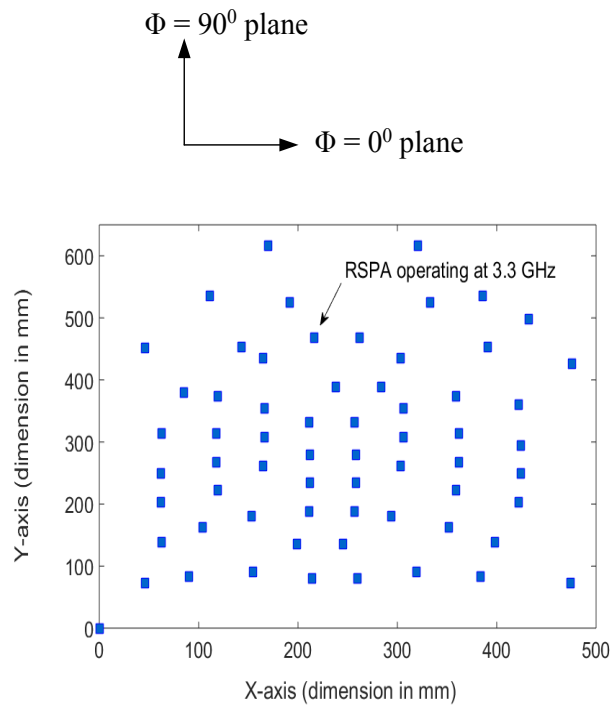 Φ = 90⁰ plane
Φ = 0⁰ plane
RSPA operating at 3.3 GHz
600
500
400
300
200
100
0
Y-axis (dimension in mm)
0 100 200 300 400 500
X-axis (dimension in mm)